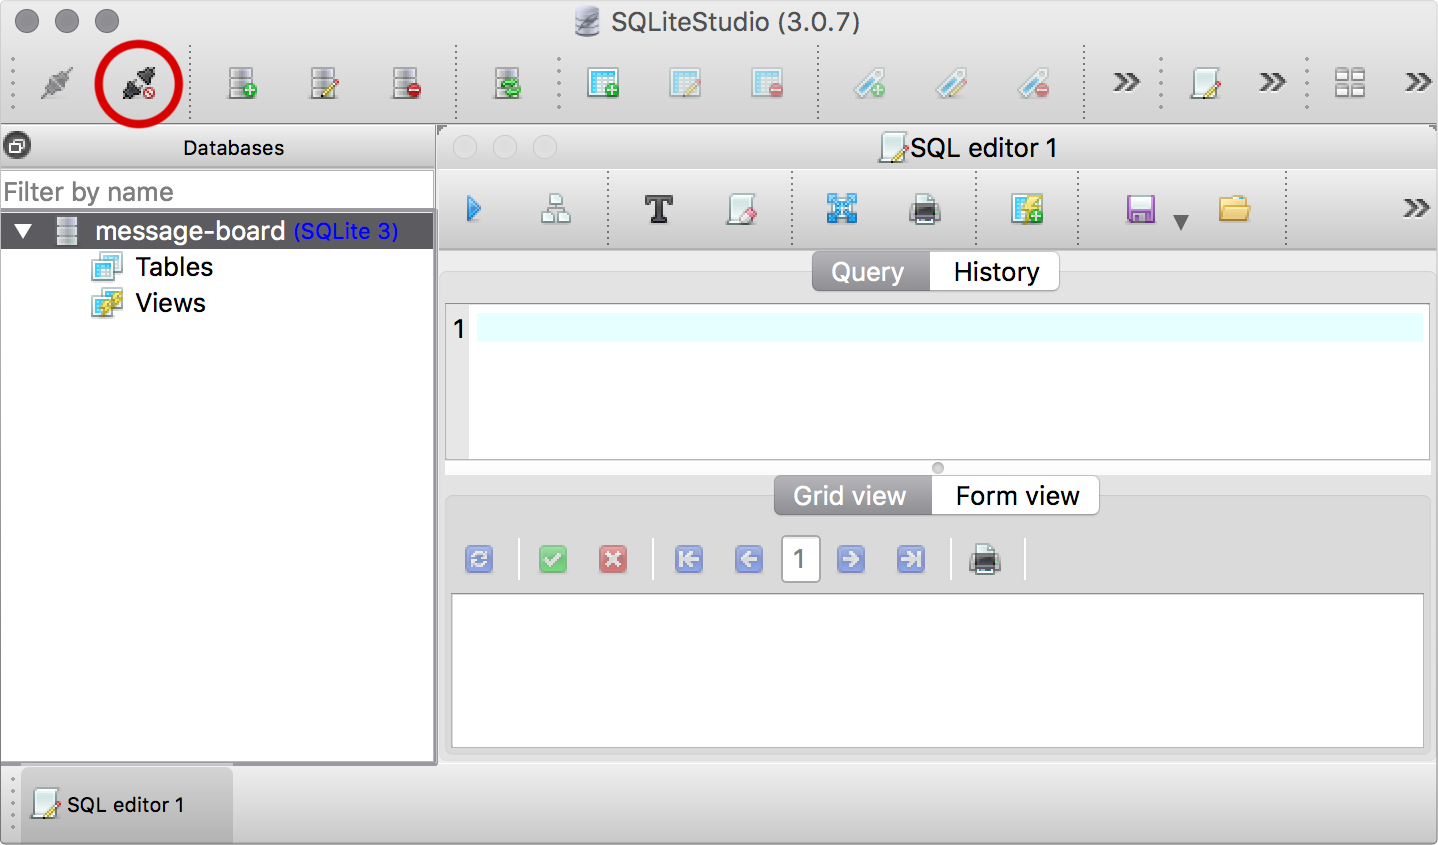 SQLiteStudio (3.0.7)
Databases
Filter by name
message-board (SQLite 3)
Tables
Views
SQL editor 1
Query History
1
Grid view Form view
1
SQL editor 1